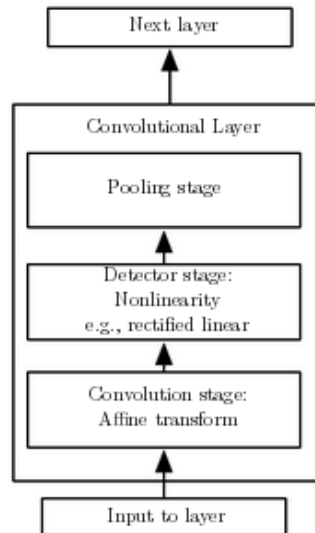 Next layer
Convolutional Layer
Pooling stage
Detector stage:
Nonlinearity
e.g., rectified linear
Convolution stage:
Affine transform
Input to layer